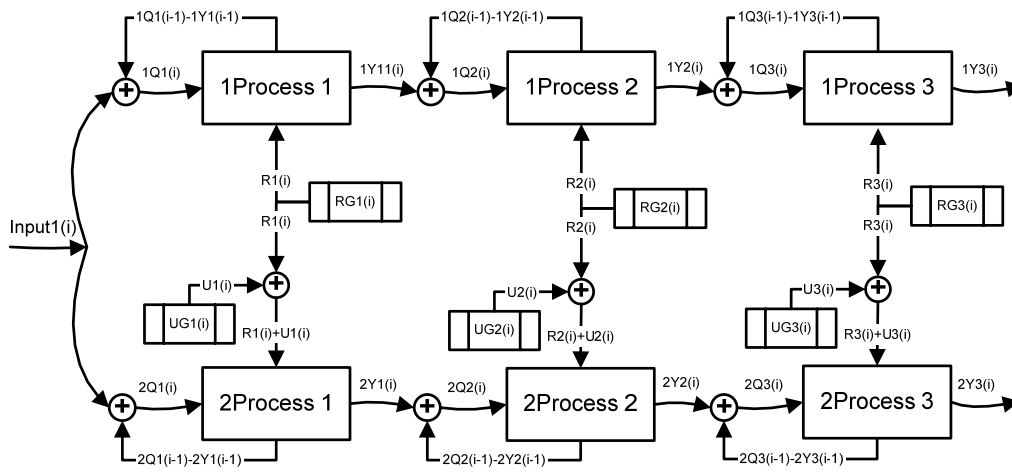 1Q1(i-1)-1Y1(i-1)
1Q2(i-1)-1Y2(i-1)
1Q3(i-1)-1Y3(i-1)
1Q1(i)
1Process 1
1Y11(i)
1Q2(i)
1Process 2
1Y2(i)
1Q3(i)
1Process 3
1Y3(i)
R1(i)
RG1(i)
R1(i)
R2(i)
RG2(i)
R2(i)
R3(i)
RG3(i)
R3(i)
Input1(i)
U1(i)
UG1(i)
R1(i)+U1(i)
U2(i)
UG2(i)
R2(i)+U2(i)
U3(i)
UG3(i)
R3(i)+U3(i)
2Q1(i)
2Process 1
2Y1(i)
2Q2(i)
2Process 2
2Y2(i)
2Q3(i)
2Process 3
2Y3(i)
2Q1(i-1)-2Y1(i-1)
2Q2(i-1)-2Y2(i-1)
2Q3(i-1)-2Y3(i-1)